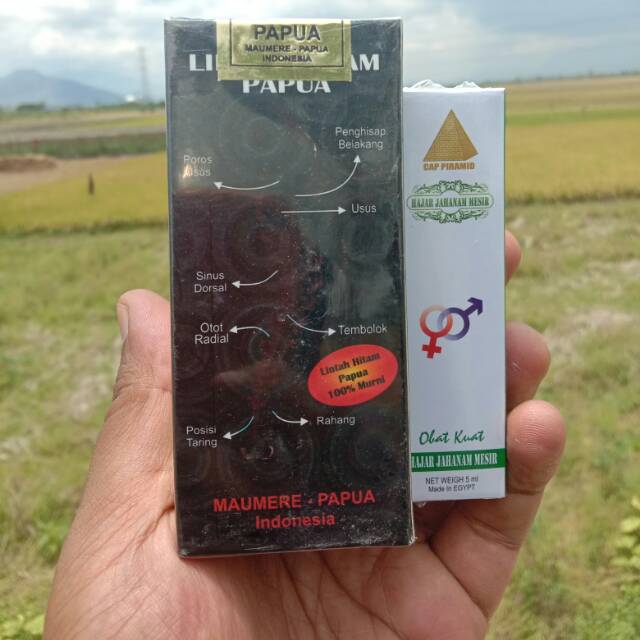 PAPUA
MAUMERE - PAPUA
INDONESIA
PAPUA
Penghisap
Belakang
Poros
Usus
Usus
Sinus
Dorsal
Otot
Radial
Tembolok
Lintah Hitam
Papua
100% Murni
Rahang
Posisi
Taring
MAUMERE - PAPUA
Indonesia
CAP PIRAMID
HAJAR JAHANAM MESIR
Obat Kuat
HAJAR JAHANAM MESIR
NET WEIGH 5 ml
Made in EGYPT